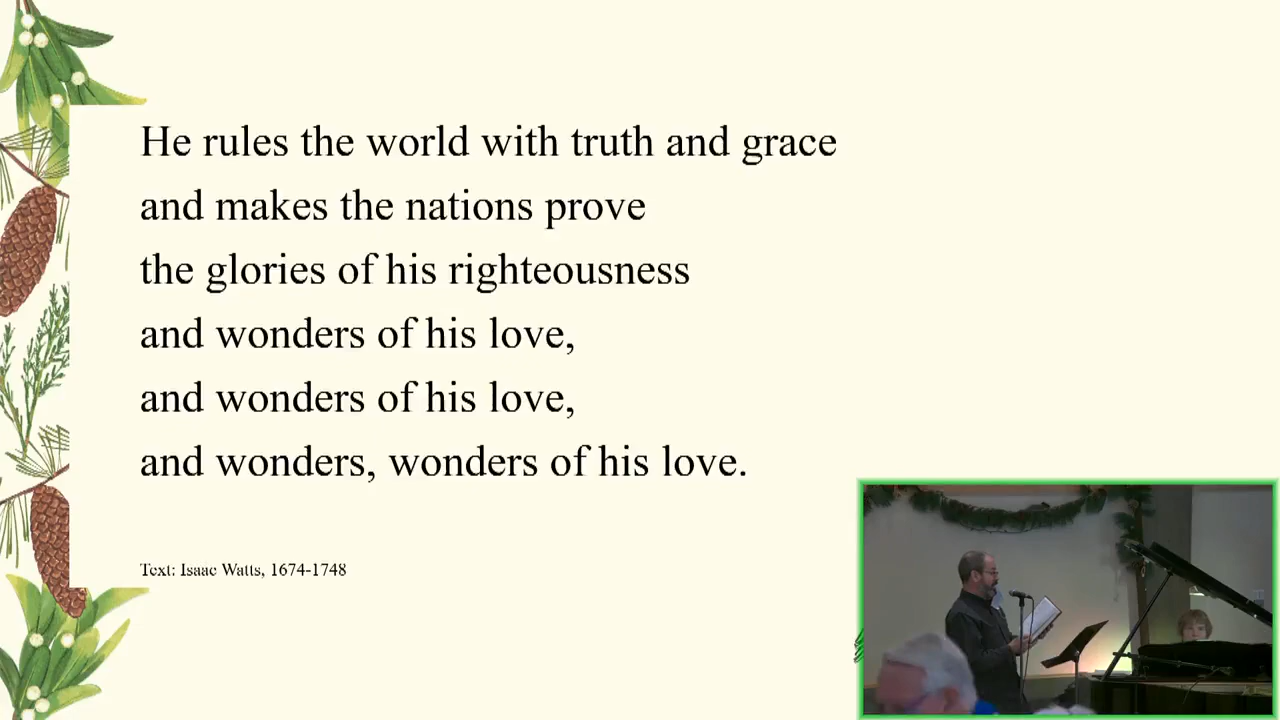 He rules the world with truth and grace
and makes the nations prove
the glories of his righteousness
and wonders of his love,
and wonders of his love,
and wonders, wonders of his love.
Text: Isaac Watts, 1674-1748